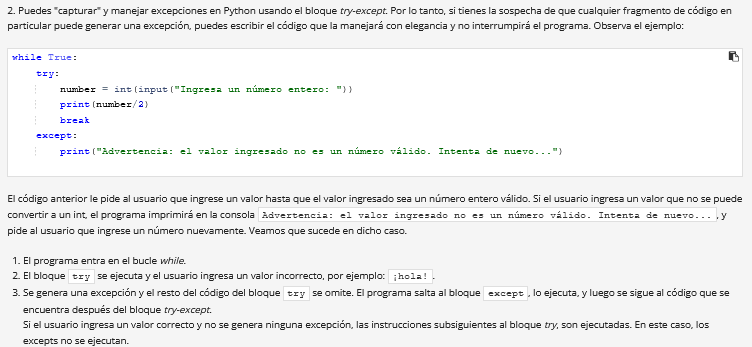 2. Puedes "capturar" y manejar excepciones en Python usando el bloque try-except. Por lo tanto, si tienes la sospecha de que cualquier fragmento de código en
particular puede generar una excepción, puedes escribir el código que la manejará con elegancia y no interrumpirá el programa. Observa el ejemplo:
while True:
    try:
        number = int(input("Ingresa un número entero: "))
        print(number/2)
        break
    except:
        print("Advertencia: el valor ingresado no es un número válido. Intenta de nuevo...")
El código anterior le pide al usuario que ingrese un valor hasta que el valor ingresado sea un número entero válido. Si el usuario ingresa un valor que no se puede
convertir a un int, el programa imprimirá en la consola Advertencia: el valor ingresado no es un número válido. Intenta de nuevo... , y
pide al usuario que ingrese un número nuevamente. Veamos que sucede en dicho caso.
1. El programa entra en el bucle while.
2. El bloque try se ejecuta y el usuario ingresa un valor incorrecto, por ejemplo: ¡hola! .
3. Se genera una excepción y el resto del código del bloque try se omite. El programa salta al bloque except , lo ejecuta, y luego se sigue al código que se
encuentra después del bloque try-except.
Si el usuario ingresa un valor correcto y no se genera ninguna excepción, las instrucciones subsiguientes al bloque try, son ejecutadas. En este caso, los
excepts no se ejecutan.